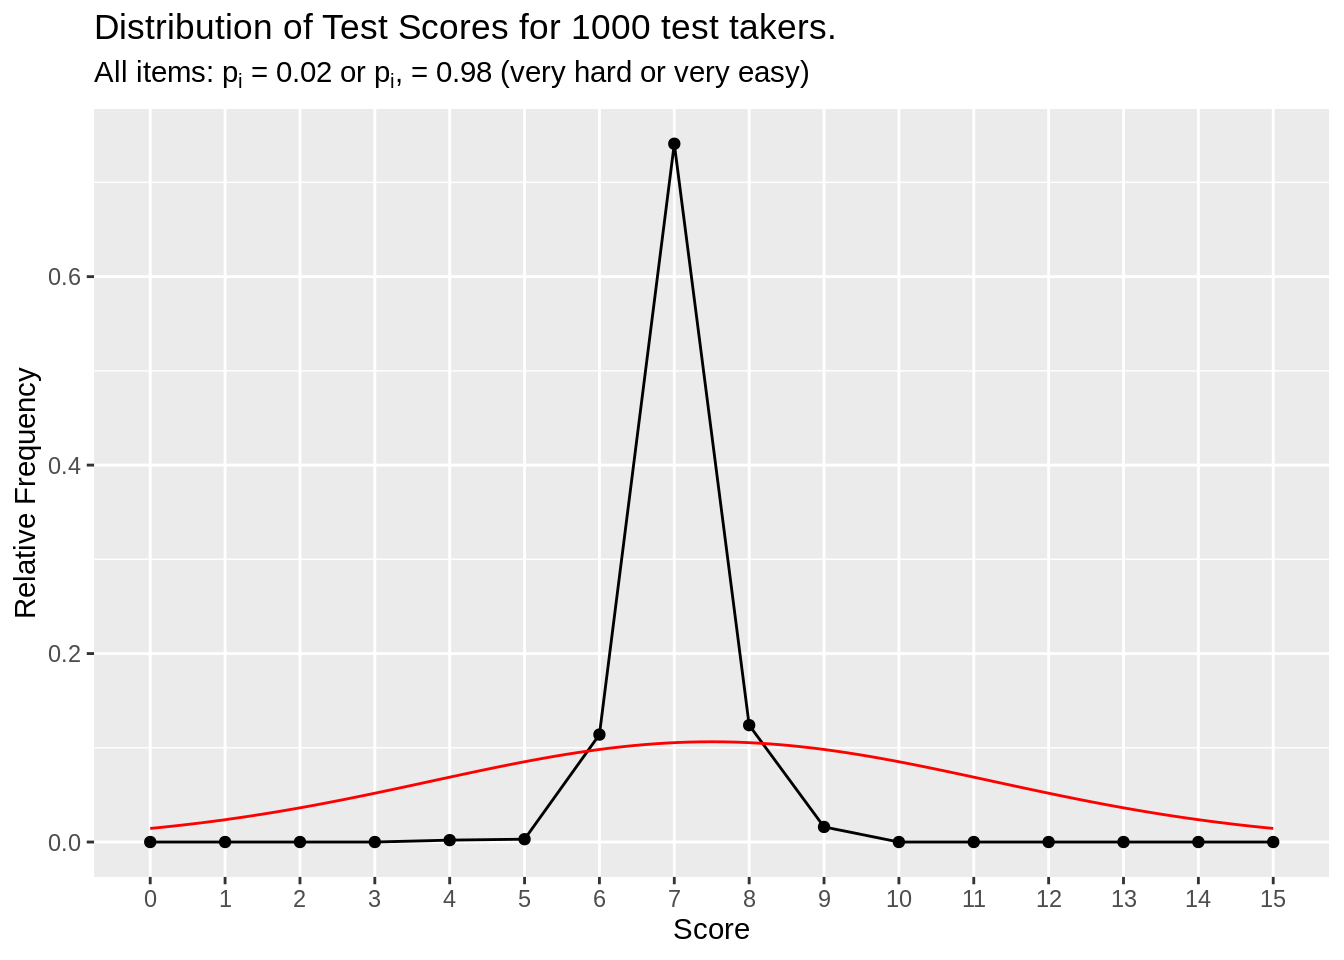 Distribution of Test Scores for 1000 test takers.
All items: pᵢ = 0.02 or pᵢ, = 0.98 (very hard or very easy)
Relative Frequency
0.6
0.4
0.2
0.0
0 1 2 3 4 5 6 7 8 9 10 11 12 13 14 15
Score